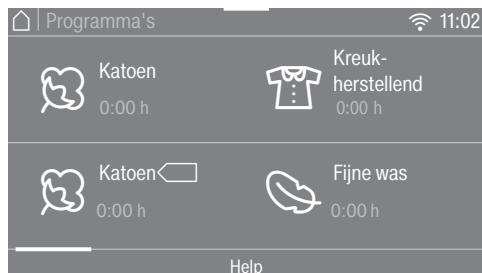 Programma's 11:02
Katoen
0:00 h
Kreuk-
herstellend
0:00 h
Katoen
0:00 h
Fijne was
0:00 h
Help